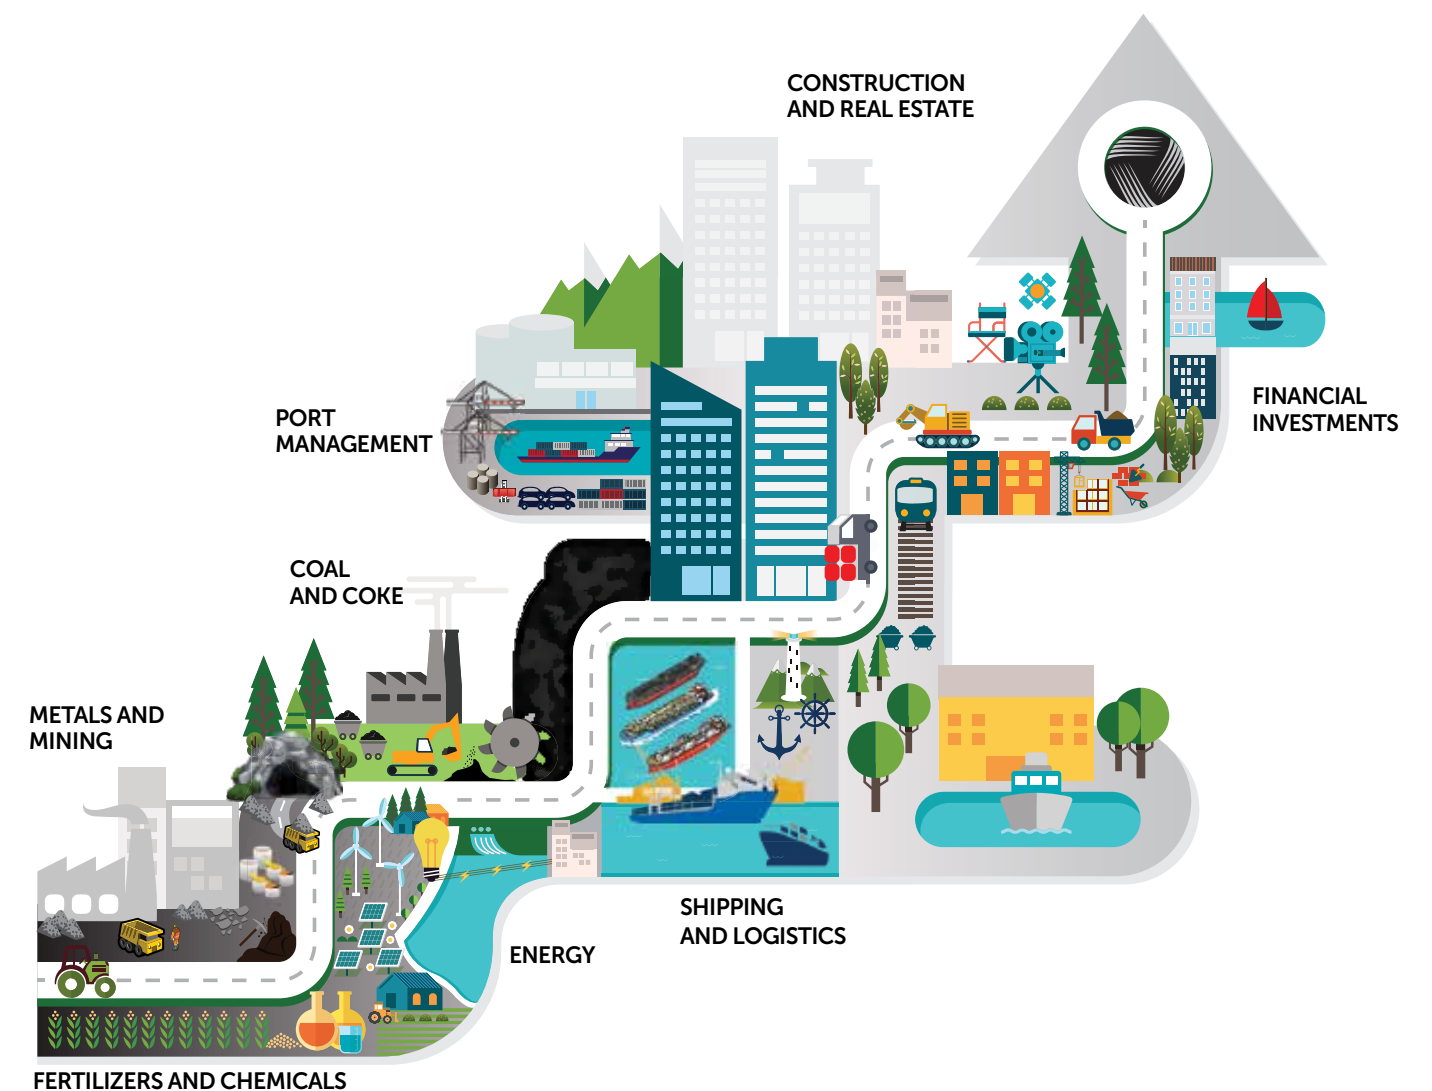 CONSTRUCTION
AND REAL ESTATE
FINANCIAL
INVESTMENTS
PORT
MANAGEMENT
COAL
AND COKE
METALS AND
MINING
SHIPPING
AND LOGISTICS
ENERGY
FERTILIZERS AND CHEMICALS